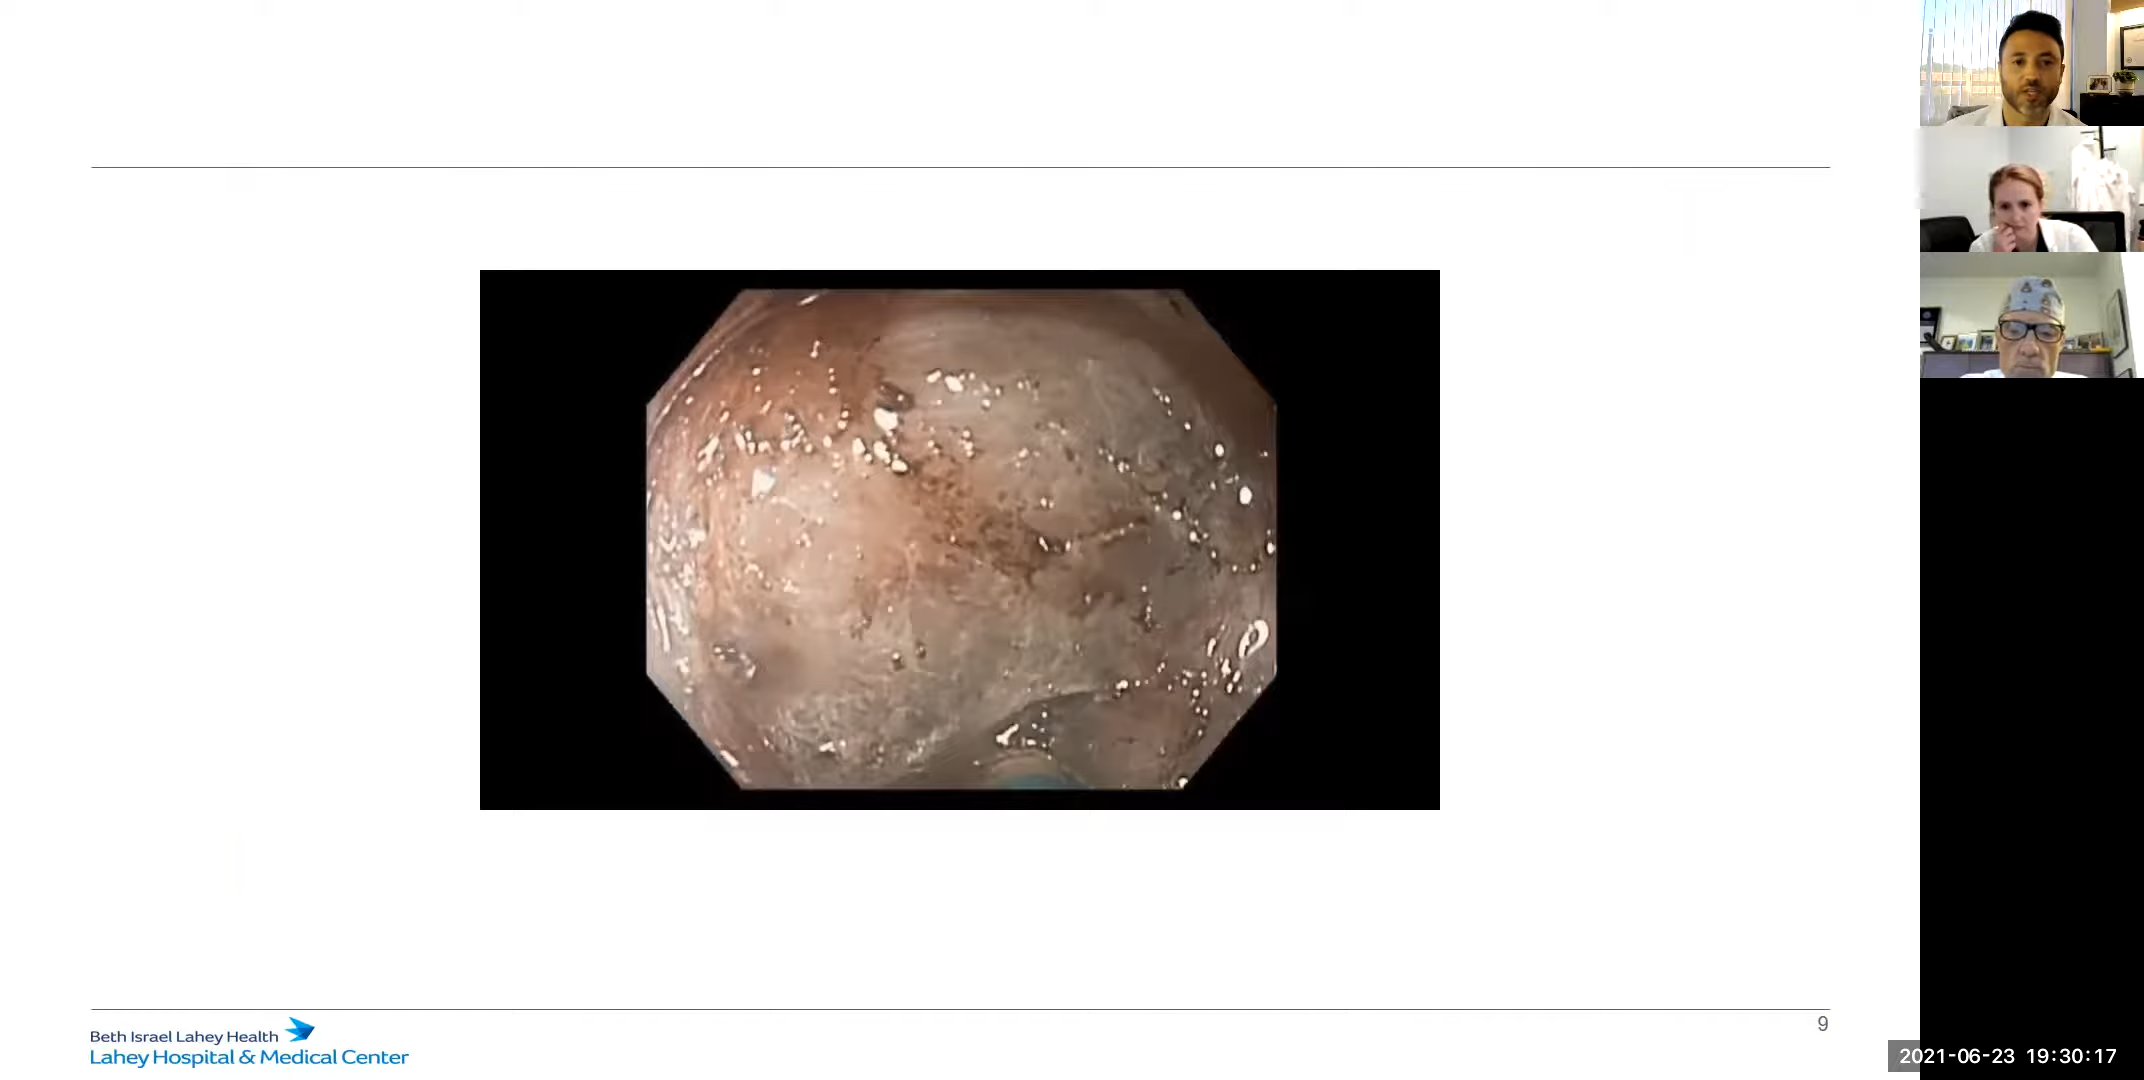 Beth Israel Lahey Health
Lahey Hospital & Medical Center
9
2021-06-23 19:30:17